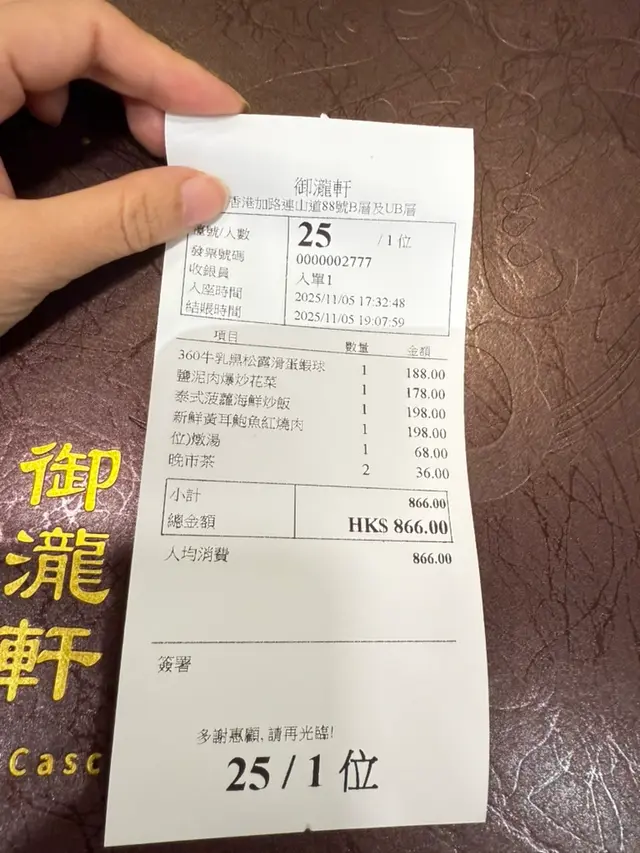 御瀧軒
香港加路連山道88號B層及UB層
檯號/人數 25 /1位
發票號碼 0000002777
收銀員 入單1
入座時間 2025/11/05 17:32:48
結賬時間 2025/11/05 19:07:59
項目 數量 金額
360牛乳黑松露滑蛋蝦球 1 188.00
鹽泥肉爆炒花菜 1 178.00
泰式菠蘿海鮮炒飯 1 198.00
新鮮黃耳鮑魚紅燒肉 1 198.00
位)燉湯 1 68.00
晚市茶 2 36.00
小計 866.00
總金額 HK$ 866.00
人均消費 866.00
簽署
多謝惠顧,請再光臨!
25 / 1 位
御瀧軒
Casc